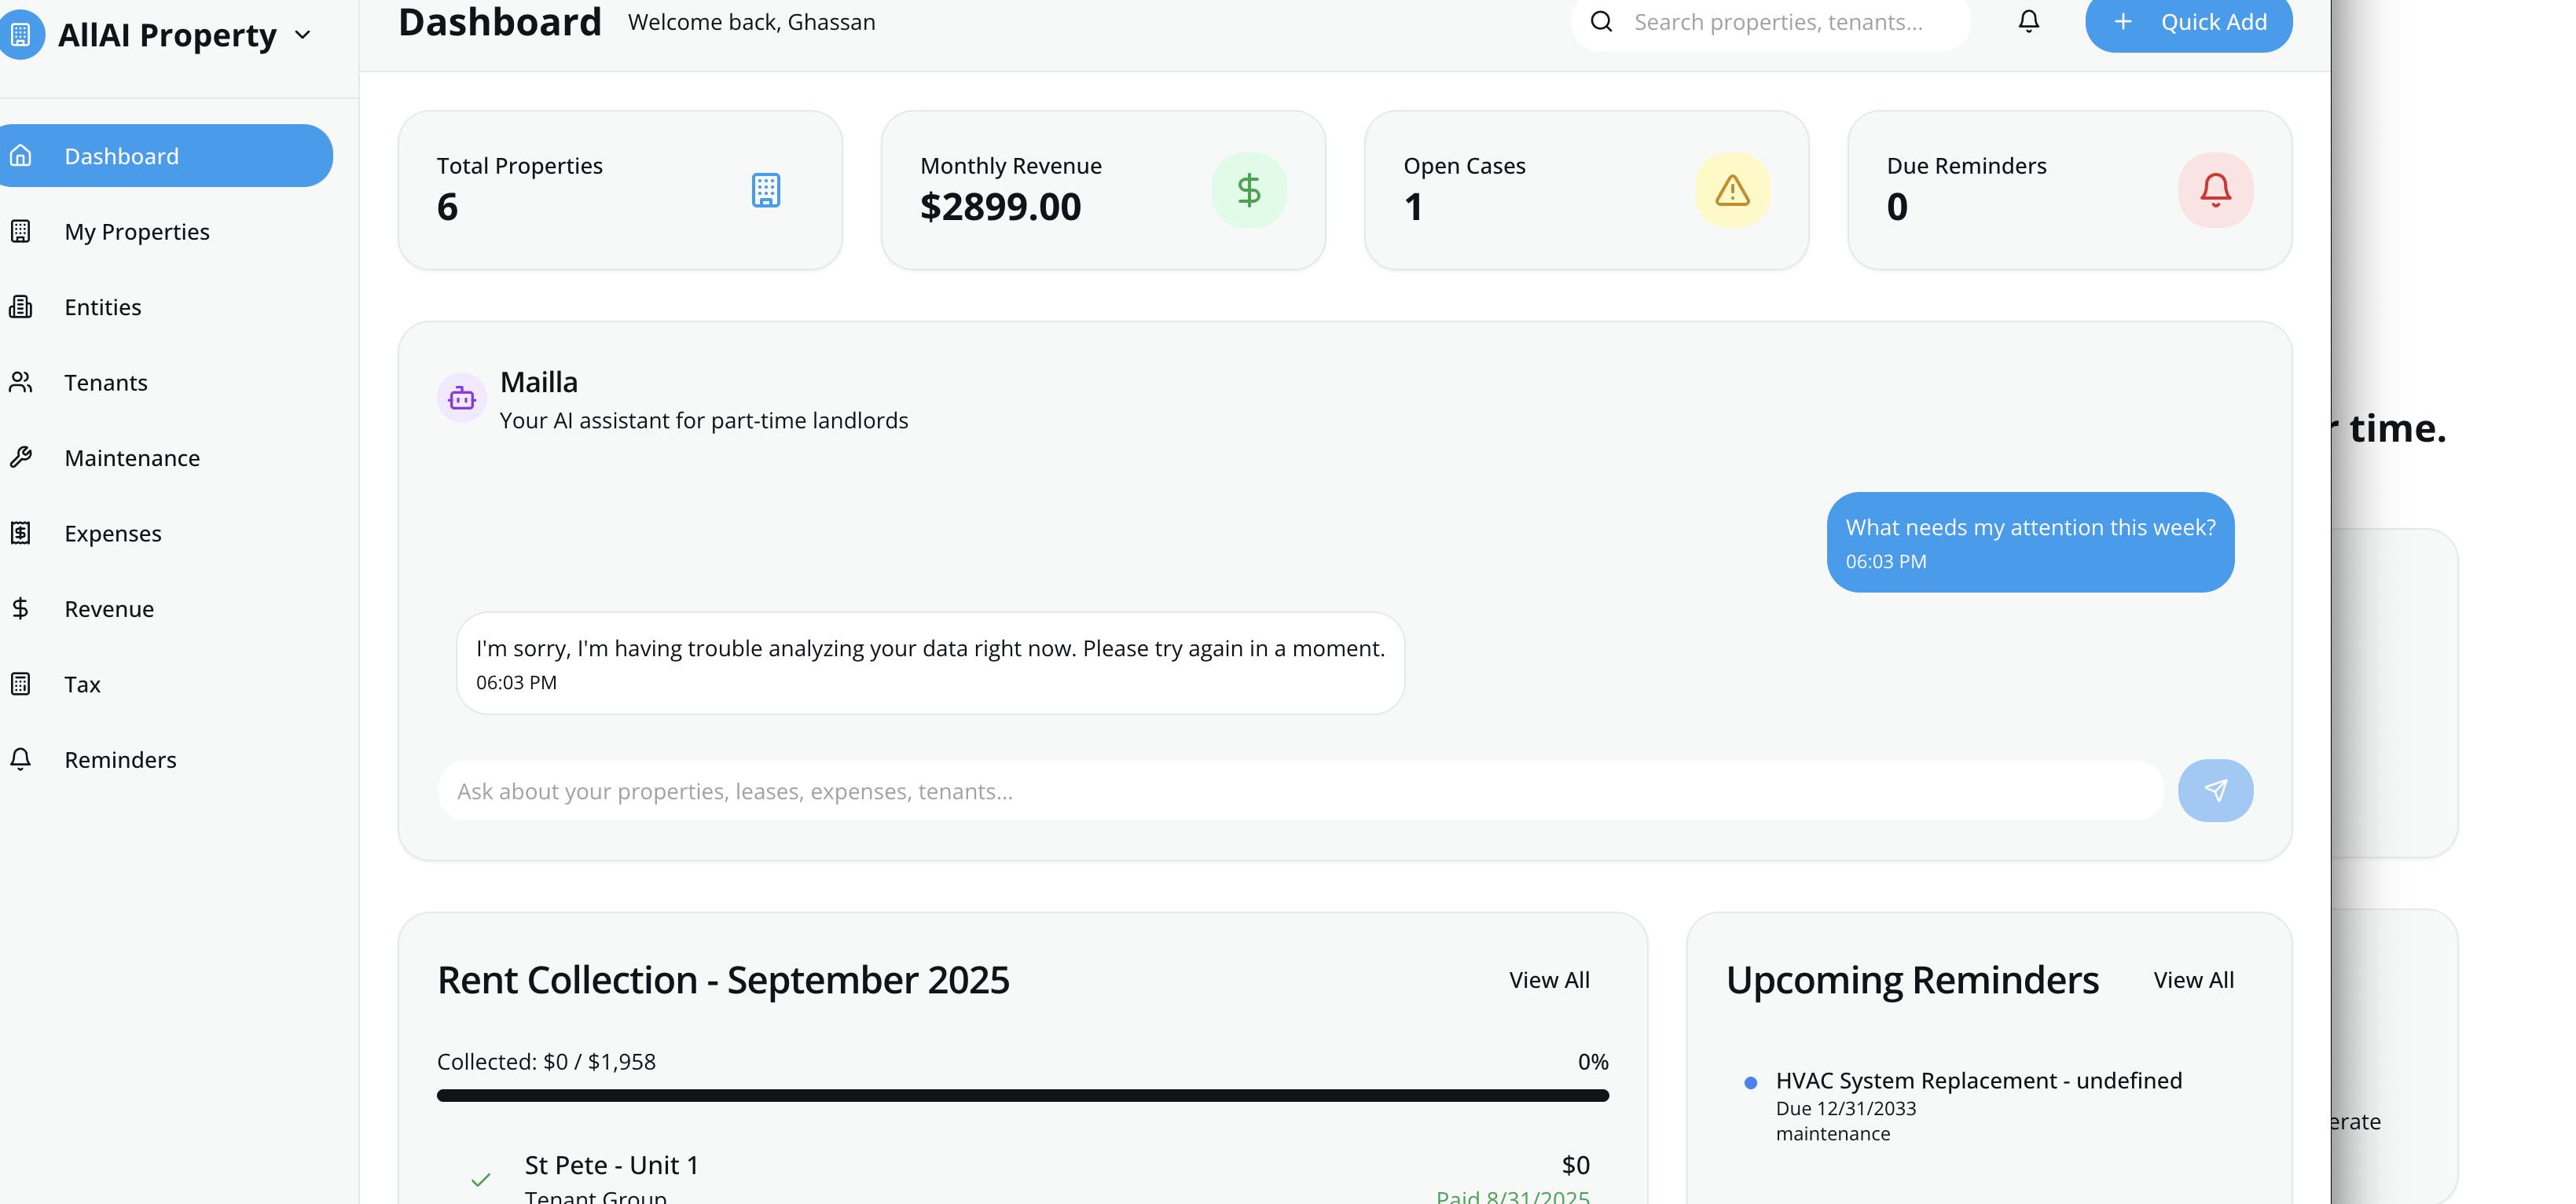 AllAI Property
Dashboard
My Properties
Entities
Tenants
Maintenance
Expenses
Revenue
Tax
Reminders
Dashboard
Welcome back, Ghassan
Search properties, tenants...
Quick Add
Total Properties
6
Monthly Revenue
$2899.00
Open Cases
1
Due Reminders
0
Mailla
Your AI assistant for part-time landlords
What needs my attention this week?
06:03 PM
I'm sorry, I'm having trouble analyzing your data right now. Please try again in a moment.
06:03 PM
Ask about your properties, leases, expenses, tenants...
Rent Collection - September 2025
View All
Collected: $0 / $1,958
0%
St Pete - Unit 1
$0
Tenant Group
Paid 8/31/2025
Upcoming Reminders
View All
HVAC System Replacement - undefined
Due 12/31/2033
maintenance
time.